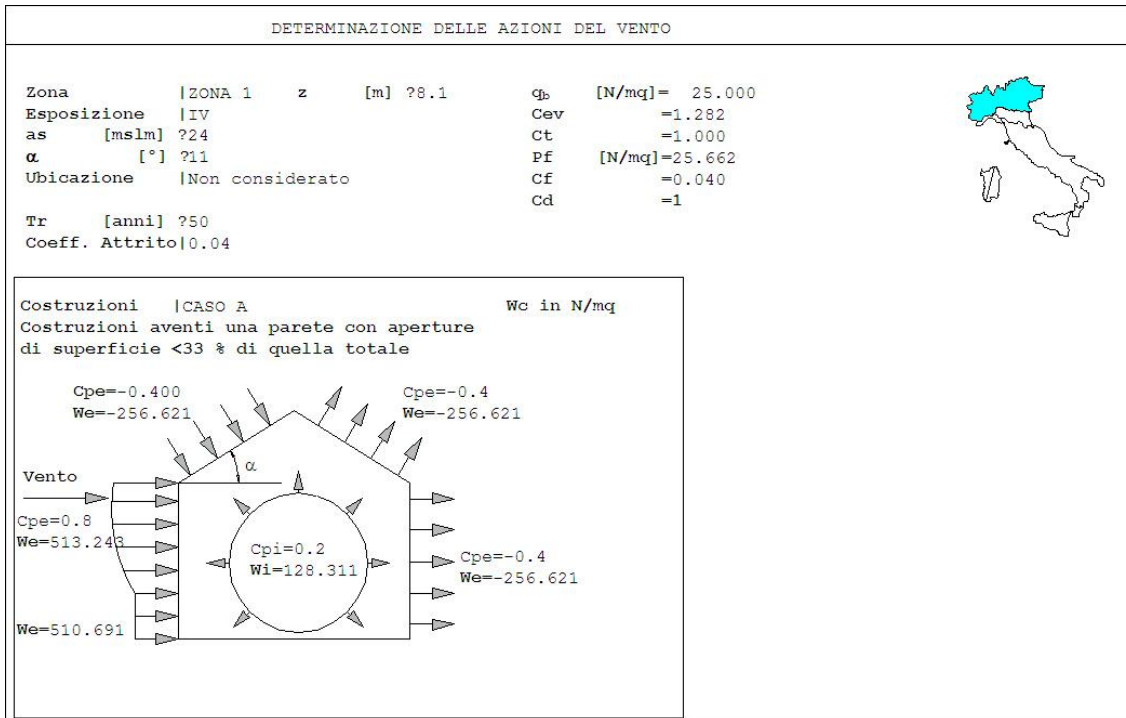 DETERMINAZIONE DELLE AZIONI DEL VENTO
Zona |ZONA 1 z [m] ?8.1 qb [N/mq]= 25.000
Esposizione |IV Cev =1.282
as [mslm] ?24 Ct =1.000
α [°] ?11 Pf [N/mq]=25.662
Ubicazione |Non considerato Cf =0.040
Cd =1
Tr [anni] ?50
Coeff. Attrito|0.04
Costruzioni |CASO A Wc in N/mq
Costruzioni aventi una parete con aperture
di superficie <33 % di quella totale
Cpe=-0.400 Cpe=-0.4
We=-256.621 We=-256.621
α
Vento
Cpe=0.8
We=513.243
Cpi=0.2
Wi=128.311
Cpe=-0.4
We=-256.621
We=510.691